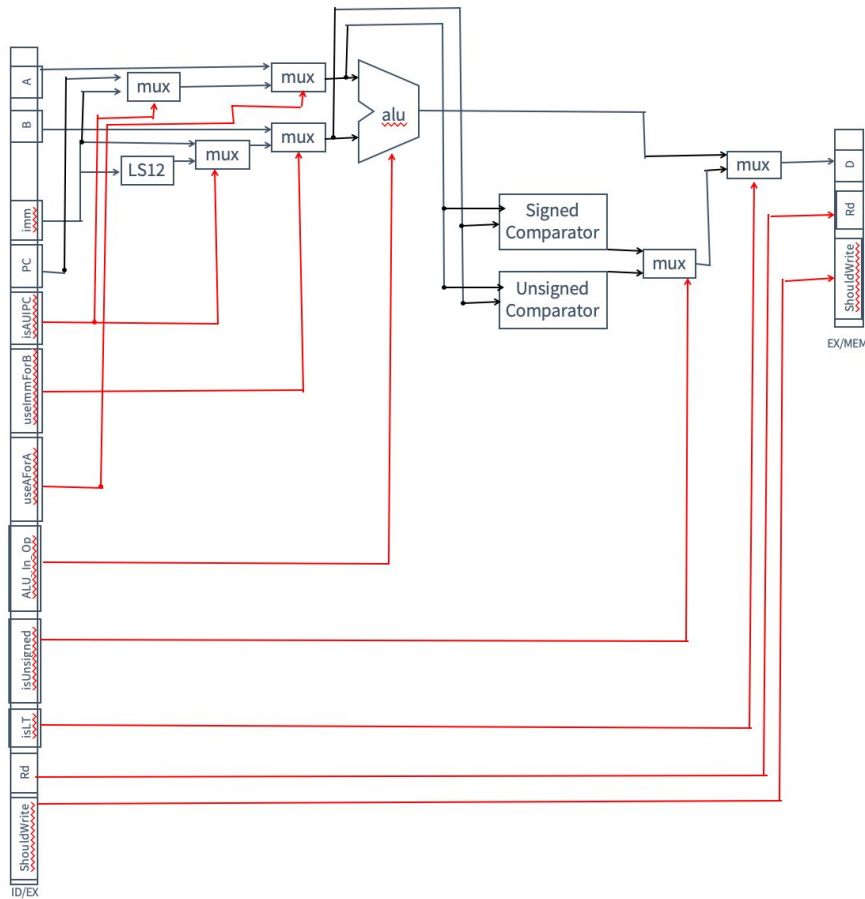 A
B
imm
PC
isAUIPC
useImmForB
useAForA
ALU_In_Op
isUnsigned
isLT
Rd
ShouldWrite
ID/EX
mux
mux
mux
mux
LS12
alu
Signed
Comparator
Unsigned
Comparator
mux
mux
D
Rd
ShouldWrite
EX/MEM